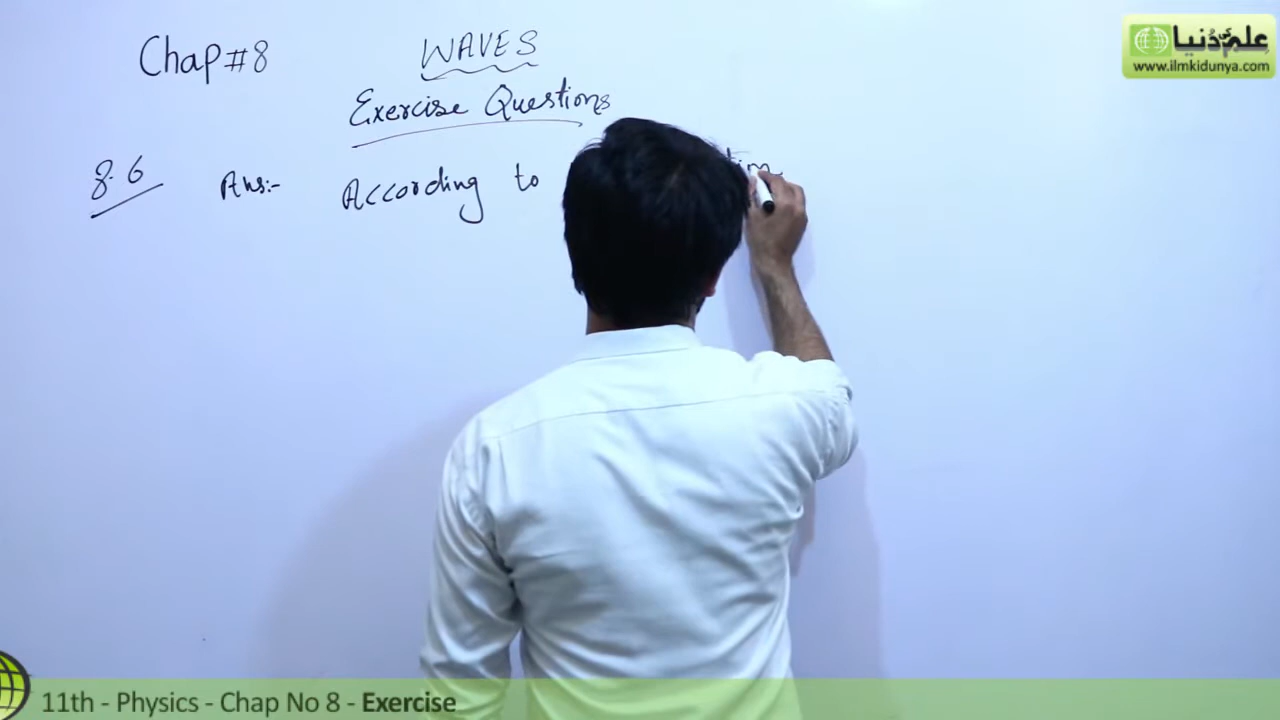 Chap#8
WAVES
Exercise Questions
8.6 Ans:- According to
علم کی دنیا
www.ilmkidunya.com
11th - Physics - Chap No 8 - Exercise